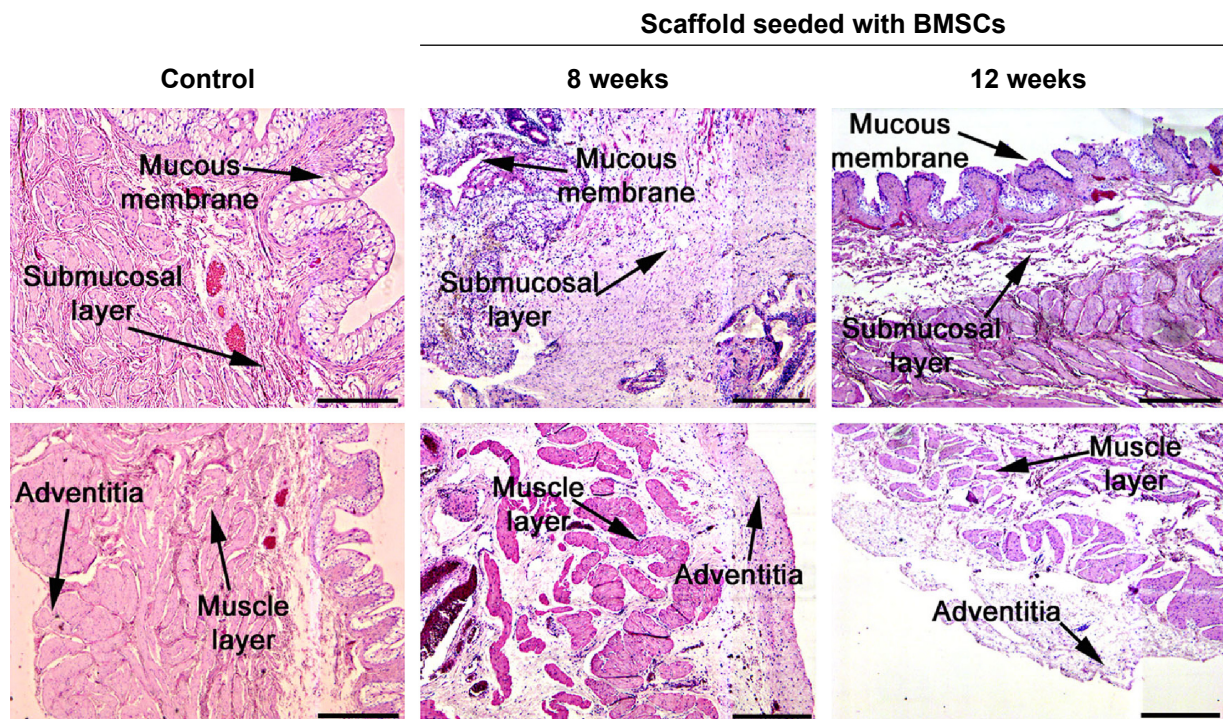 Scaffold seeded with BMSCs
Control
8 weeks
12 weeks
Mucous
membrane
Submucosal
layer
Mucous
membrane
Submucosal
layer
Mucous
membrane
Submucosal
layer
Adventitia
Muscle
layer
Muscle
layer
Adventitia
Muscle
layer
Adventitia